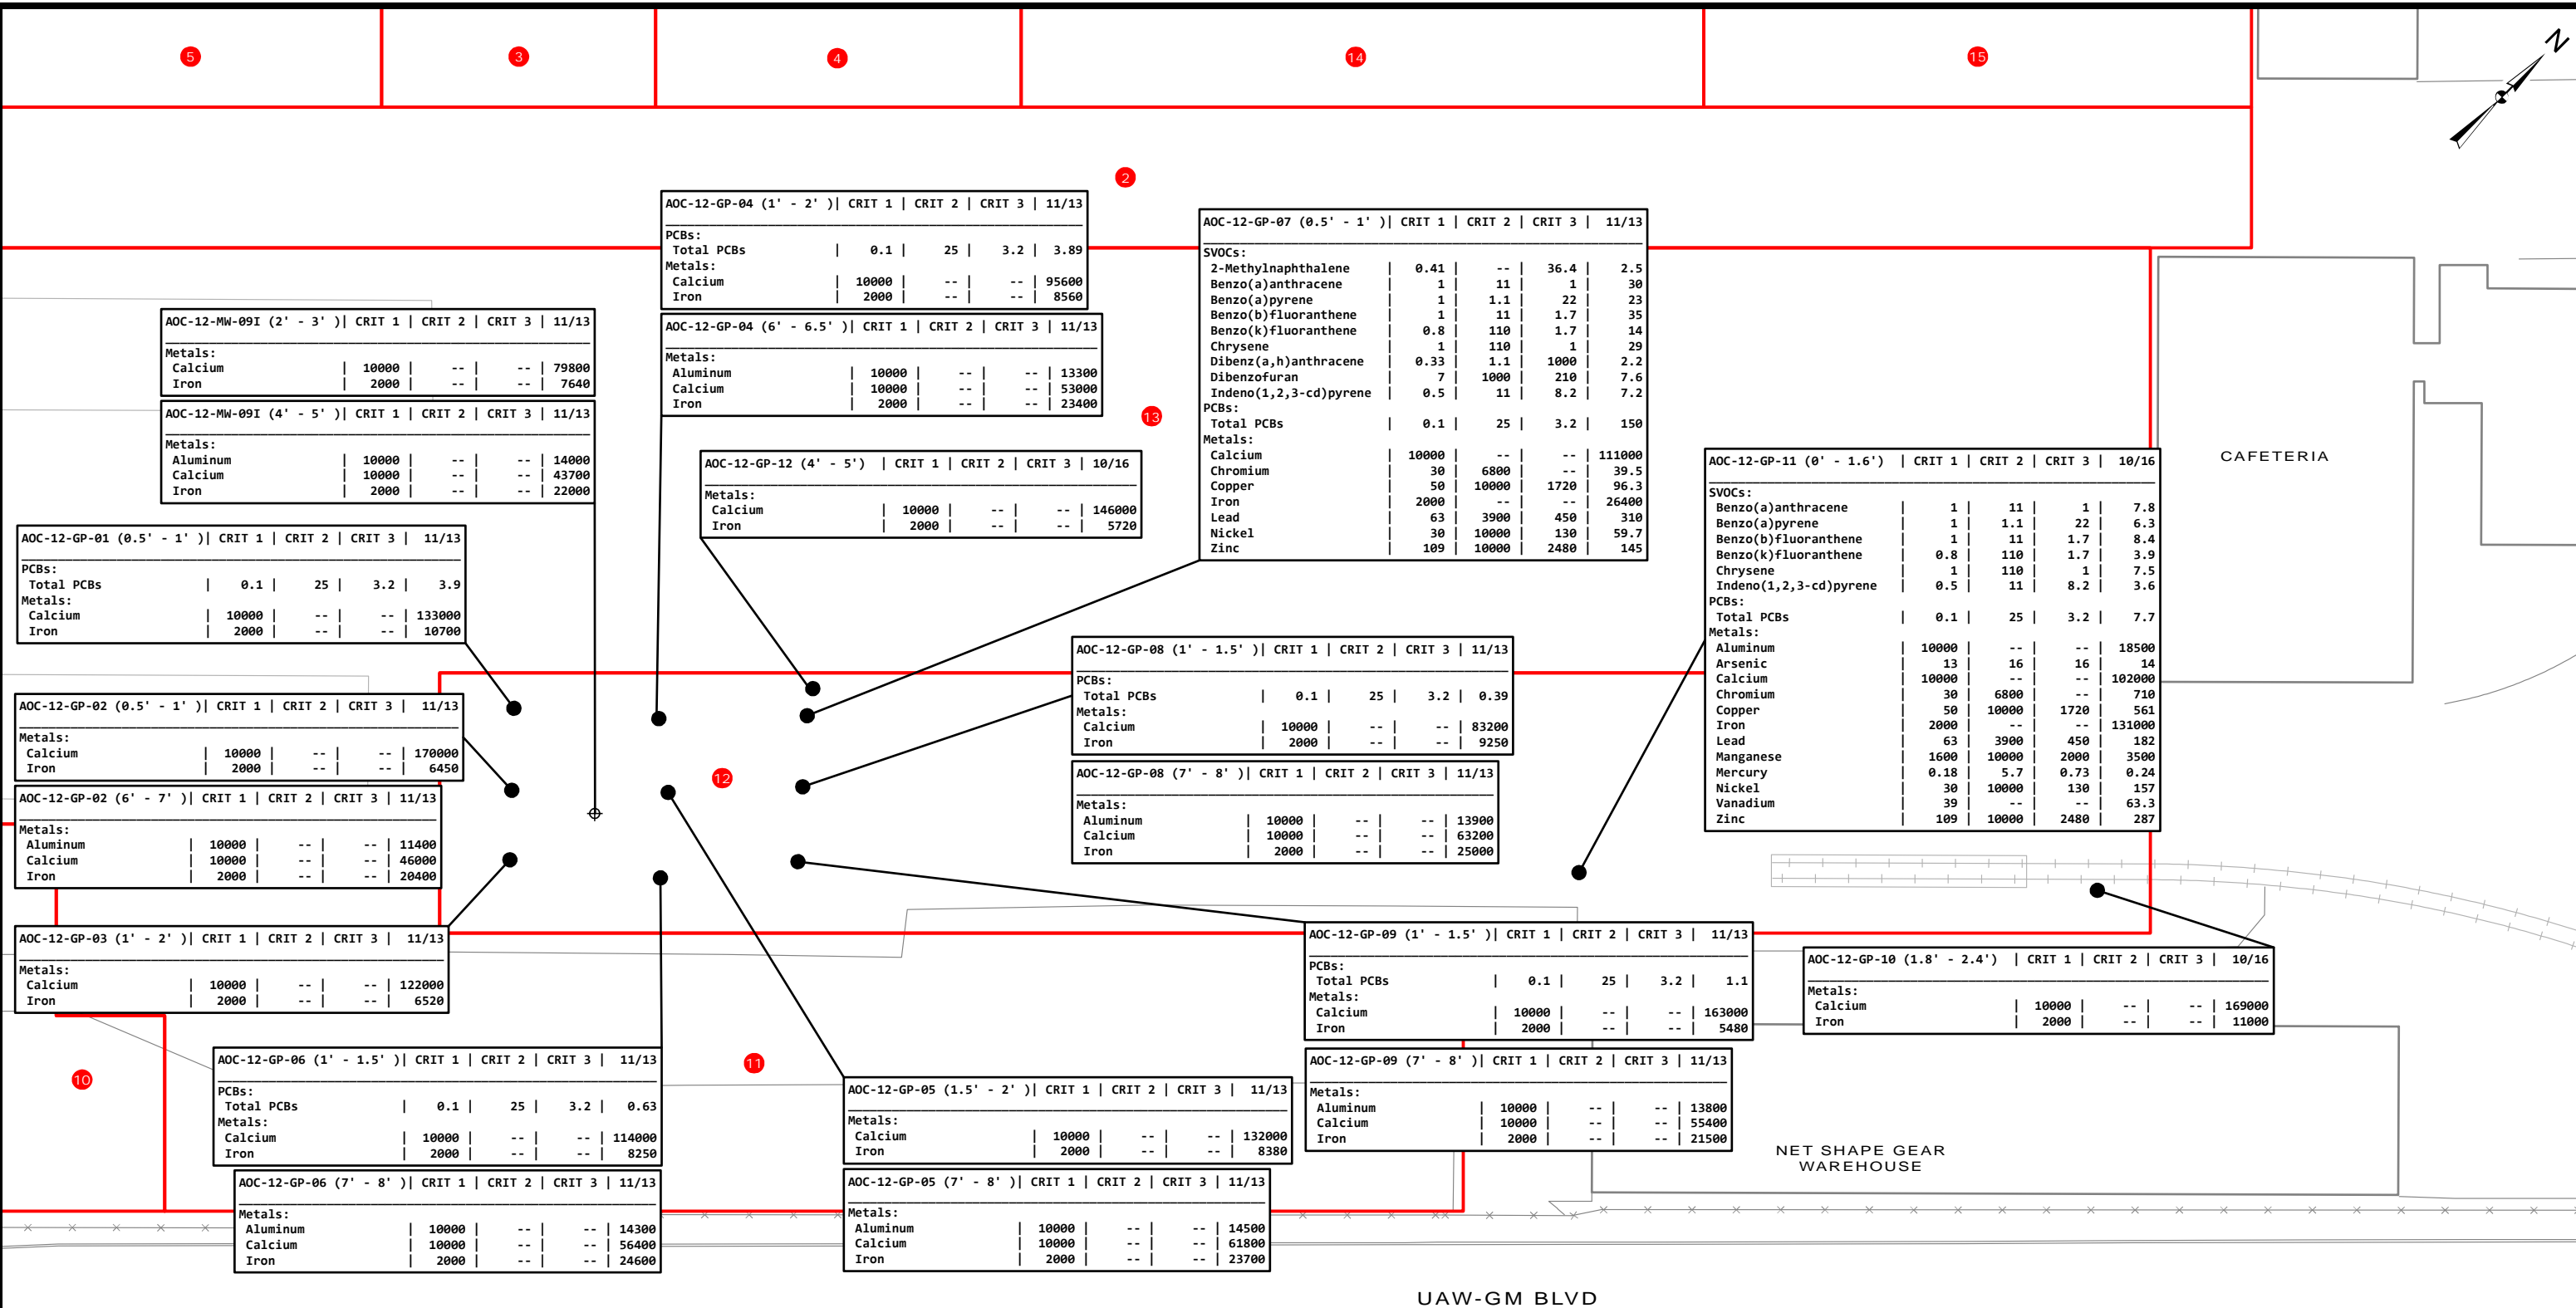 5
3
4
14
15
N
2
AOC-12-GP-04 (1' - 2' )| CRIT 1 | CRIT 2 | CRIT 3 | 11/13
PCBs:
Total PCBs | 0.1 | 25 | 3.2 | 3.89
Metals:
Calcium | 10000 | -- | -- | 95600
Iron | 2000 | -- | -- | 8560
AOC-12-GP-04 (6' - 6.5' )| CRIT 1 | CRIT 2 | CRIT 3 | 11/13
Metals:
Aluminum | 10000 | -- | -- | 13300
Calcium | 10000 | -- | -- | 53000
Iron | 2000 | -- | -- | 23400
AOC-12-GP-07 (0.5' - 1' )| CRIT 1 | CRIT 2 | CRIT 3 | 11/13
SVOCs:
2-Methylnaphthalene | 0.41 | -- | 36.4 | 2.5
Benzo(a)anthracene | 1 | 11 | 1 | 30
Benzo(a)pyrene | 1 | 1.1 | 22 | 23
Benzo(b)fluoranthene | 1 | 11 | 1.7 | 35
Benzo(k)fluoranthene | 0.8 | 110 | 1.7 | 14
Chrysene | 1 | 110 | 1 | 29
Dibenz(a,h)anthracene | 0.33 | 1.1 | 1000 | 2.2
Dibenzofuran | 7 | 1000 | 210 | 7.6
Indeno(1,2,3-cd)pyrene | 0.5 | 11 | 8.2 | 7.2
PCBs:
Total PCBs | 0.1 | 25 | 3.2 | 150
Metals:
Calcium | 10000 | -- | -- | 111000
Chromium | 30 | 6800 | -- | 39.5
Copper | 50 | 10000 | 1720 | 96.3
Iron | 2000 | -- | -- | 26400
Lead | 63 | 3900 | 450 | 310
Nickel | 30 | 10000 | 130 | 59.7
Zinc | 109 | 10000 | 2480 | 145
AOC-12-MW-09I (2' - 3' )| CRIT 1 | CRIT 2 | CRIT 3 | 11/13
Metals:
Calcium | 10000 | -- | -- | 79800
Iron | 2000 | -- | -- | 7640
AOC-12-MW-09I (4' - 5' )| CRIT 1 | CRIT 2 | CRIT 3 | 11/13
Metals:
Aluminum | 10000 | -- | -- | 14000
Calcium | 10000 | -- | -- | 43700
Iron | 2000 | -- | -- | 22000
13
AOC-12-GP-12 (4' - 5') | CRIT 1 | CRIT 2 | CRIT 3 | 10/16
Metals:
Calcium | 10000 | -- | -- | 146000
Iron | 2000 | -- | -- | 5720
CAFETERIA
AOC-12-GP-11 (0' - 1.6') | CRIT 1 | CRIT 2 | CRIT 3 | 10/16
SVOCs:
Benzo(a)anthracene | 1 | 11 | 1 | 7.8
Benzo(a)pyrene | 1 | 1.1 | 22 | 6.3
Benzo(b)fluoranthene | 1 | 11 | 1.7 | 8.4
Benzo(k)fluoranthene | 0.8 | 110 | 1.7 | 3.9
Chrysene | 1 | 110 | 1 | 7.5
Indeno(1,2,3-cd)pyrene | 0.5 | 11 | 8.2 | 3.6
PCBs:
Total PCBs | 0.1 | 25 | 3.2 | 7.7
Metals:
Aluminum | 10000 | -- | -- | 18500
Arsenic | 13 | 16 | 16 | 14
Calcium | 10000 | -- | -- | 102000
Chromium | 30 | 6800 | -- | 710
Copper | 50 | 10000 | 1720 | 561
Iron | 2000 | -- | -- | 131000
Lead | 63 | 3900 | 450 | 182
Manganese | 1600 | 10000 | 2000 | 3500
Mercury | 0.18 | 5.7 | 0.73 | 0.24
Nickel | 30 | 10000 | 130 | 157
Vanadium | 39 | -- | -- | 63.3
Zinc | 109 | 10000 | 2480 | 287
AOC-12-GP-01 (0.5' - 1' )| CRIT 1 | CRIT 2 | CRIT 3 | 11/13
PCBs:
Total PCBs | 0.1 | 25 | 3.2 | 3.9
Metals:
Calcium | 10000 | -- | -- | 133000
Iron | 2000 | -- | -- | 10700
AOC-12-GP-08 (1' - 1.5' )| CRIT 1 | CRIT 2 | CRIT 3 | 11/13
PCBs:
Total PCBs | 0.1 | 25 | 3.2 | 0.39
Metals:
Calcium | 10000 | -- | -- | 83200
Iron | 2000 | -- | -- | 9250
AOC-12-GP-02 (0.5' - 1' )| CRIT 1 | CRIT 2 | CRIT 3 | 11/13
Metals:
Calcium | 10000 | -- | -- | 170000
Iron | 2000 | -- | -- | 6450
12
AOC-12-GP-08 (7' - 8' )| CRIT 1 | CRIT 2 | CRIT 3 | 11/13
Metals:
Aluminum | 10000 | -- | -- | 13900
Calcium | 10000 | -- | -- | 63200
Iron | 2000 | -- | -- | 25000
AOC-12-GP-02 (6' - 7' )| CRIT 1 | CRIT 2 | CRIT 3 | 11/13
Metals:
Aluminum | 10000 | -- | -- | 11400
Calcium | 10000 | -- | -- | 46000
Iron | 2000 | -- | -- | 20400
AOC-12-GP-03 (1' - 2' )| CRIT 1 | CRIT 2 | CRIT 3 | 11/13
Metals:
Calcium | 10000 | -- | -- | 122000
Iron | 2000 | -- | -- | 6520
AOC-12-GP-09 (1' - 1.5' )| CRIT 1 | CRIT 2 | CRIT 3 | 11/13
PCBs:
Total PCBs | 0.1 | 25 | 3.2 | 1.1
Metals:
Calcium | 10000 | -- | -- | 163000
Iron | 2000 | -- | -- | 5480
AOC-12-GP-10 (1.8' - 2.4') | CRIT 1 | CRIT 2 | CRIT 3 | 10/16
Metals:
Calcium | 10000 | -- | -- | 169000
Iron | 2000 | -- | -- | 11000
10
AOC-12-GP-06 (1' - 1.5' )| CRIT 1 | CRIT 2 | CRIT 3 | 11/13
PCBs:
Total PCBs | 0.1 | 25 | 3.2 | 0.63
Metals:
Calcium | 10000 | -- | -- | 114000
Iron | 2000 | -- | -- | 8250
11
AOC-12-GP-05 (1.5' - 2' )| CRIT 1 | CRIT 2 | CRIT 3 | 11/13
Metals:
Calcium | 10000 | -- | -- | 132000
Iron | 2000 | -- | -- | 8380
AOC-12-GP-09 (7' - 8' )| CRIT 1 | CRIT 2 | CRIT 3 | 11/13
Metals:
Aluminum | 10000 | -- | -- | 13800
Calcium | 10000 | -- | -- | 55400
Iron | 2000 | -- | -- | 21500
NET SHAPE GEAR
WAREHOUSE
AOC-12-GP-06 (7' - 8' )| CRIT 1 | CRIT 2 | CRIT 3 | 11/13
Metals:
Aluminum | 10000 | -- | -- | 14300
Calcium | 10000 | -- | -- | 56400
Iron | 2000 | -- | -- | 24600
AOC-12-GP-05 (7' - 8' )| CRIT 1 | CRIT 2 | CRIT 3 | 11/13
Metals:
Aluminum | 10000 | -- | -- | 14500
Calcium | 10000 | -- | -- | 61800
Iron | 2000 | -- | -- | 23700
UAW-GM BLVD